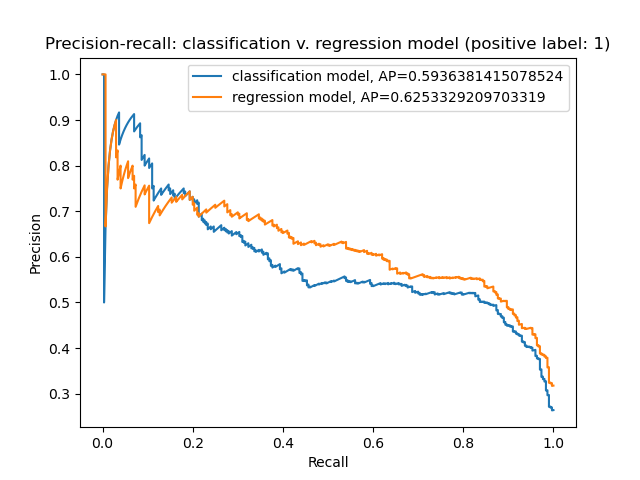 Precision-recall: classification v. regression model (positive label: 1)
classification model, AP=0.5936381415078524
regression model, AP=0.6253329209703319
1.0
0.9
0.8
0.7
0.6
0.5
0.4
0.3
Precision
0.0 0.2 0.4 0.6 0.8 1.0
Recall